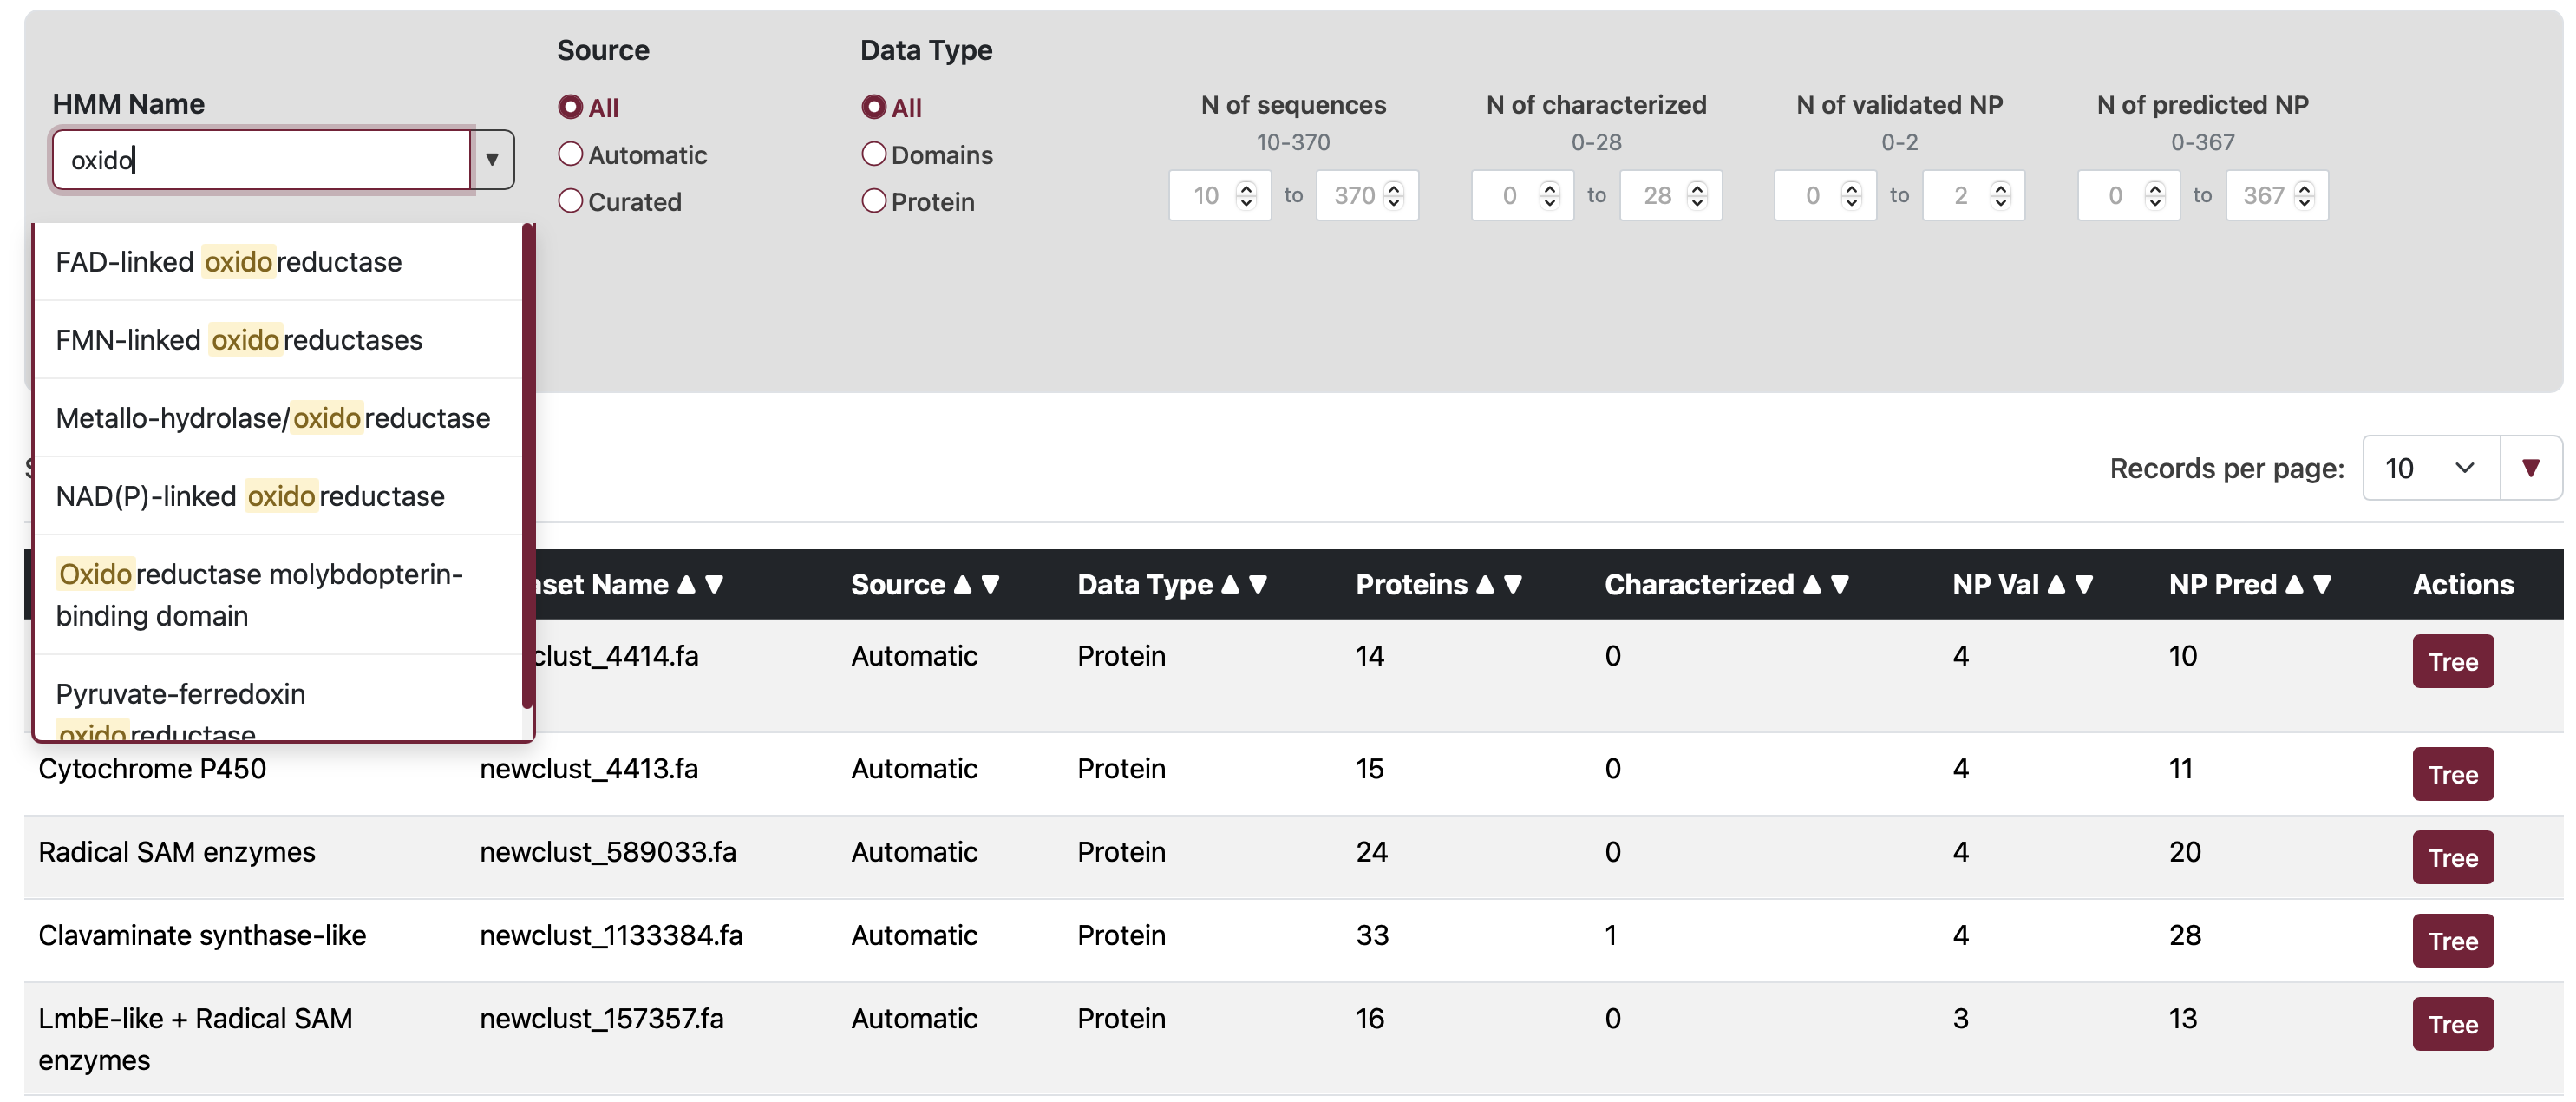 Source
Data Type
HMM Name
oxido
▼
All
Automatic
Curated
All
Domains
Protein
N of sequences
10-370
10 to 370
N of characterized
0-28
0 to 28
N of validated NP
0-2
0 to 2
N of predicted NP
0-367
0 to 367
FAD-linked oxidoreductase
FMN-linked oxidoreductases
Metallo-hydrolase/oxidoreductase
NAD(P)-linked oxidoreductase
Oxidoreductase molybdopterin-
binding domain
Pyruvate-ferredoxin
oxidoreductase
Records per page: 10 ▼
aset Name ▲▼ Source ▲▼ Data Type ▲▼ Proteins ▲▼ Characterized ▲▼ NP Val ▲▼ NP Pred ▲▼ Actions
clust_4414.fa Automatic Protein 14 0 4 10 Tree
Cytochrome P450 newclust_4413.fa Automatic Protein 15 0 4 11 Tree
Radical SAM enzymes newclust_589033.fa Automatic Protein 24 0 4 20 Tree
Clavaminate synthase-like newclust_1133384.fa Automatic Protein 33 1 4 28 Tree
LmbE-like + Radical SAM newclust_157357.fa Automatic Protein 16 0 3 13 Tree
enzymes